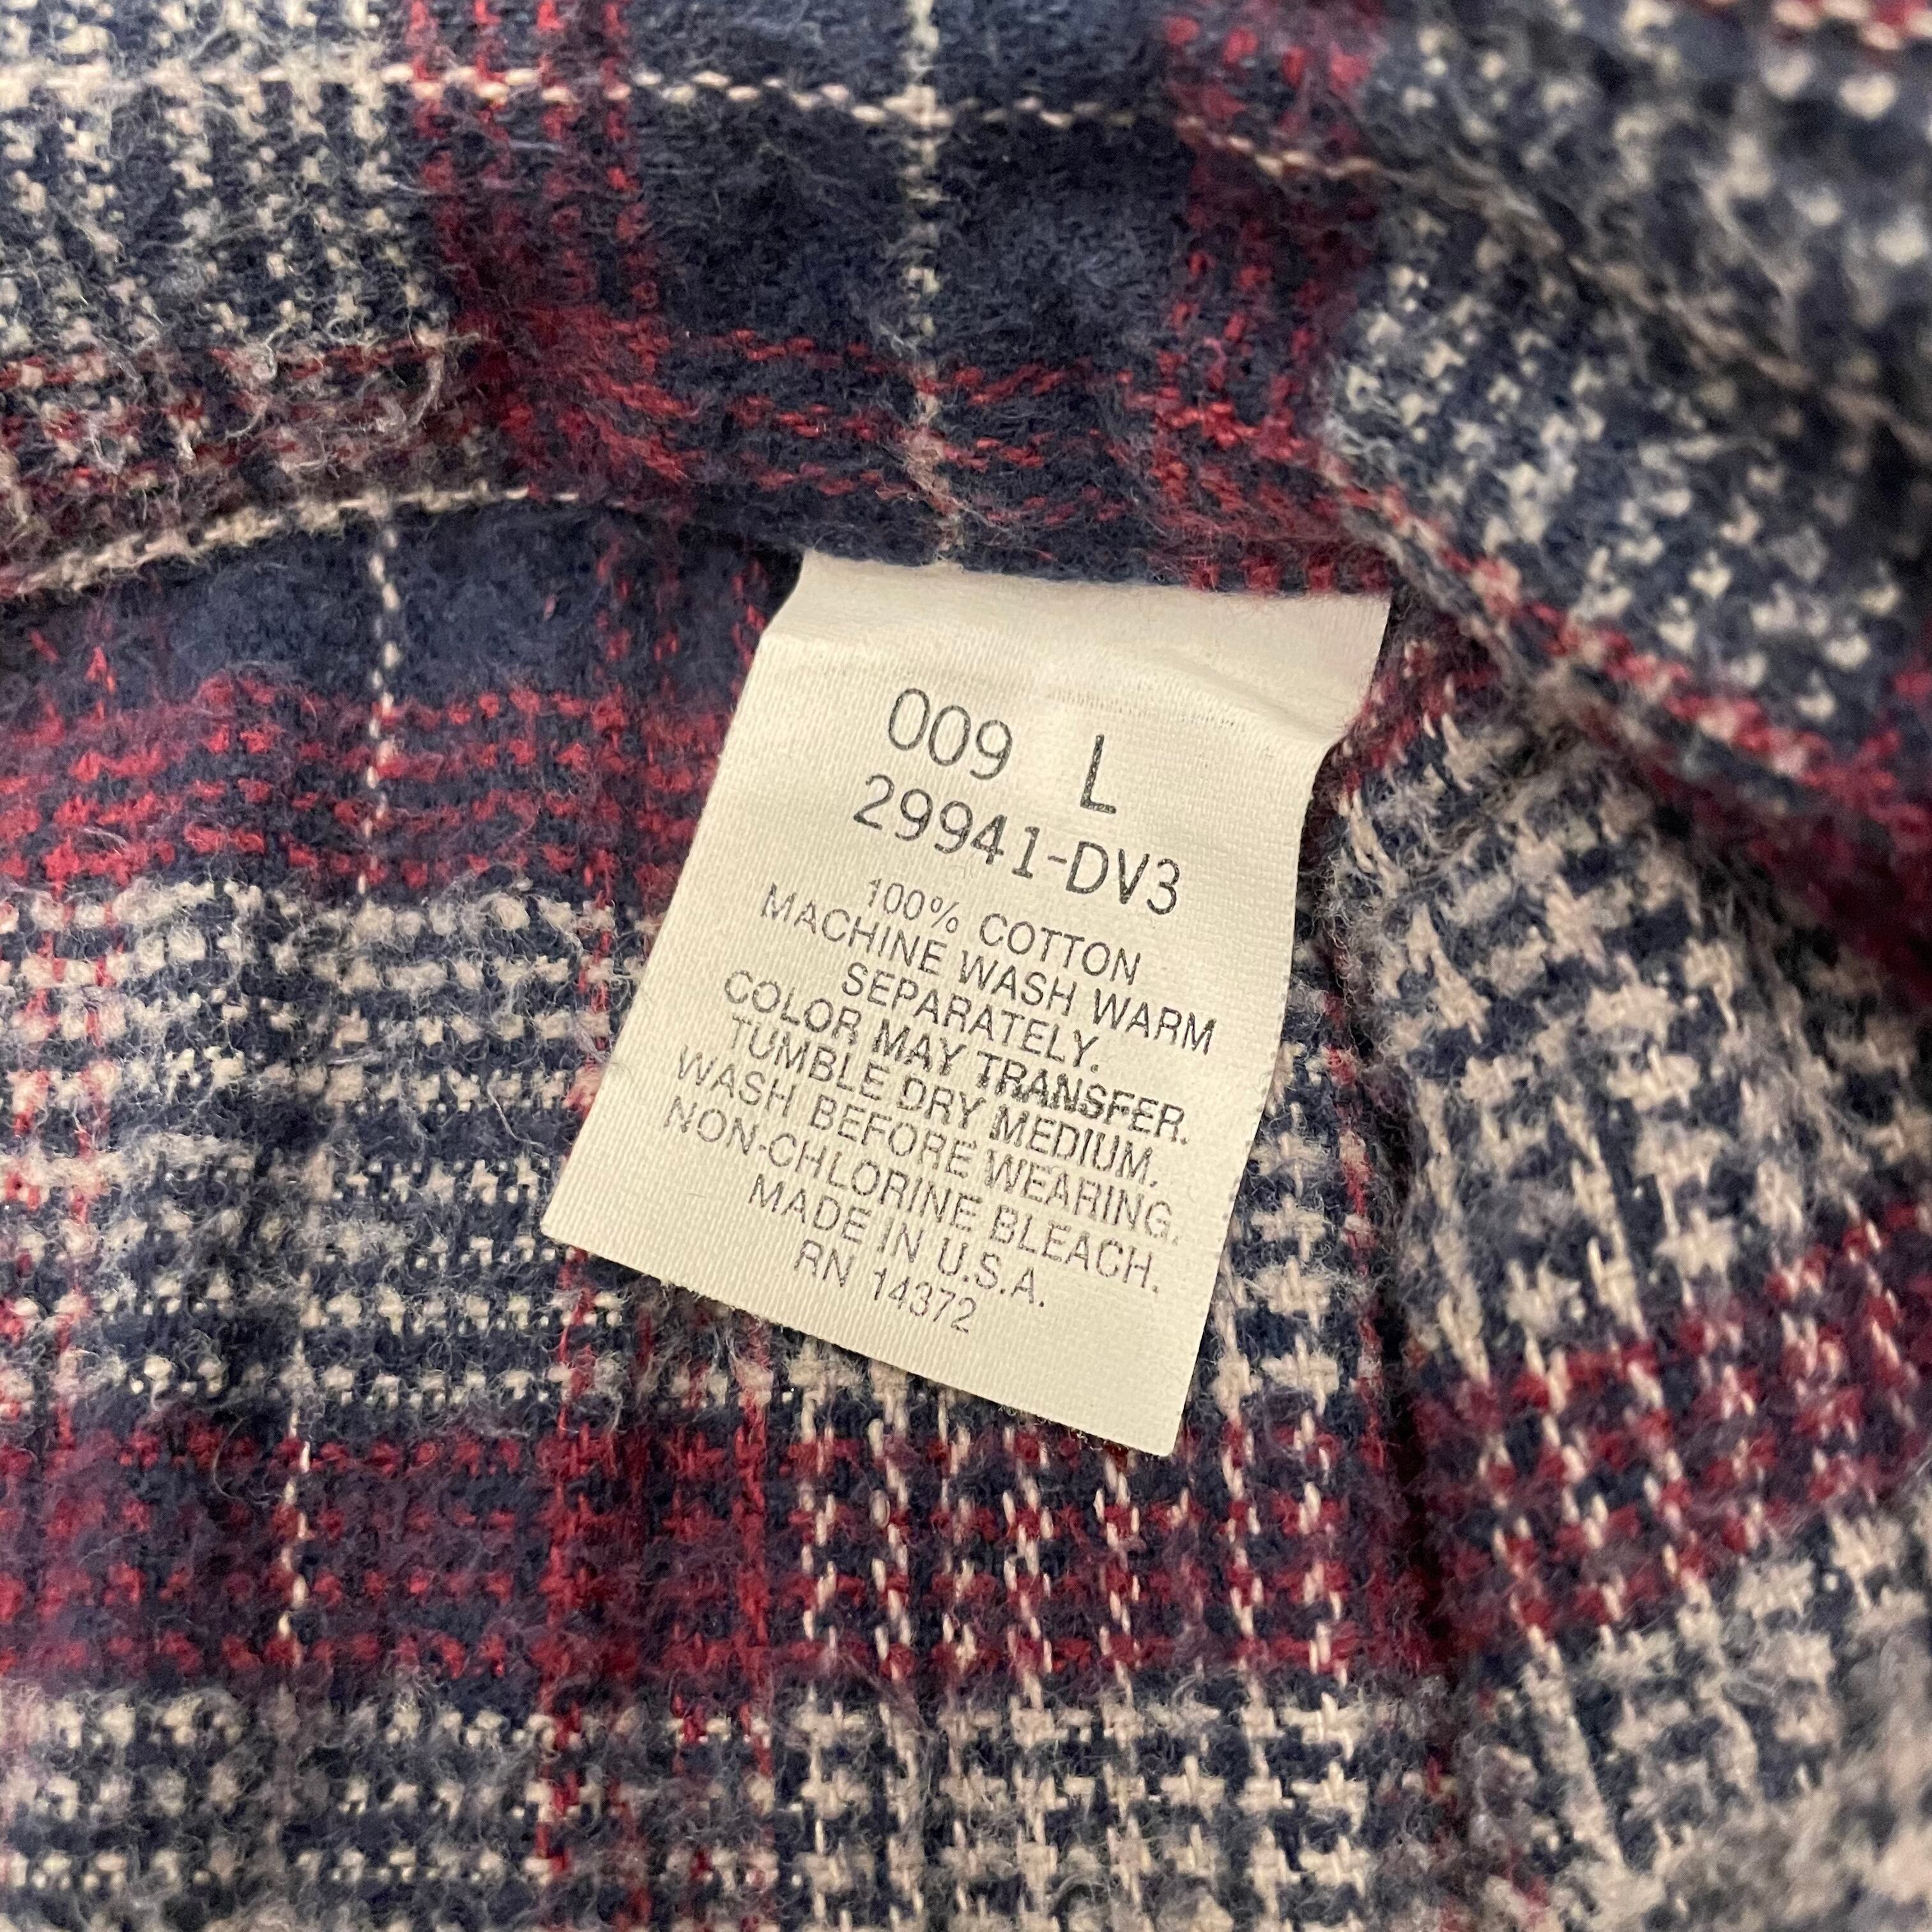 009 L
29941-DV3
100% COTTON
MACHINE WASH WARM
SEPARATELY.
COLOR MAY TRANSFER.
TUMBLE DRY MEDIUM.
WASH BEFORE WEARING.
NON-CHLORINE BLEACH.
MADE IN U.S.A.
RN 14372